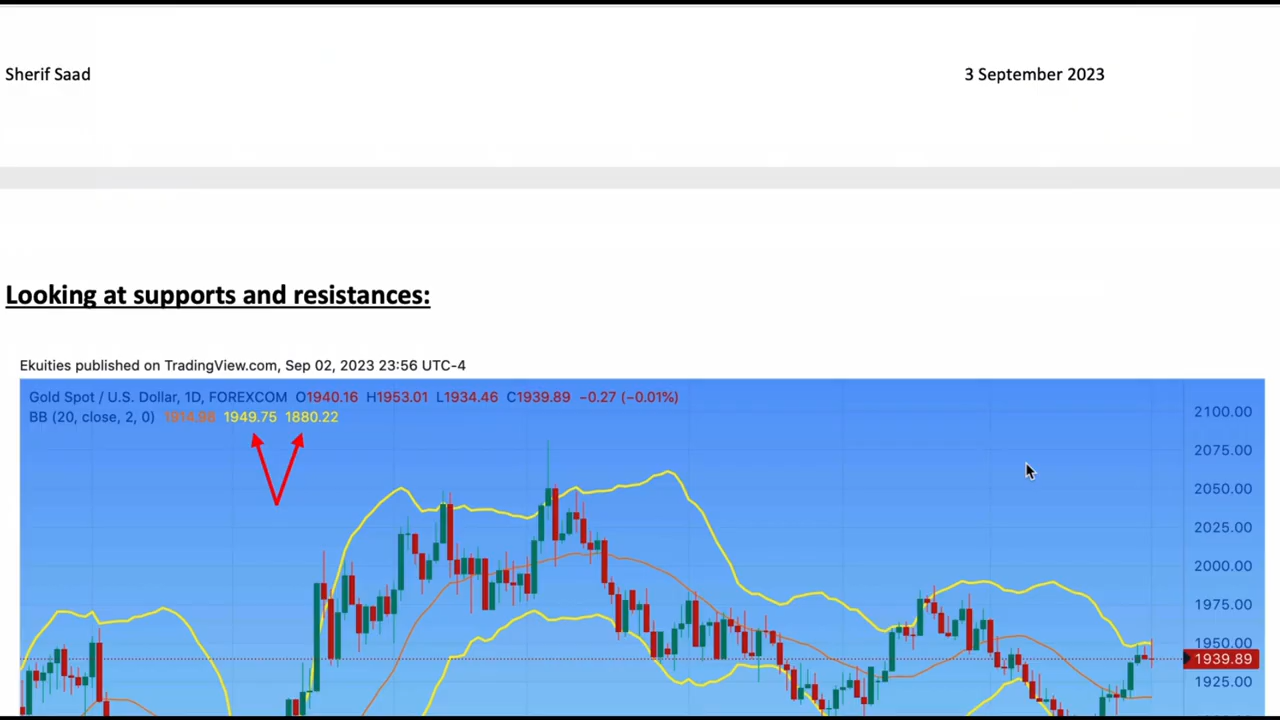 Sherif Saad 3 September 2023
Looking at supports and resistances:
Ekuities published on TradingView.com, Sep 02, 2023 23:56 UTC-4
Gold Spot / U.S. Dollar, 1D, FOREXCOM O1940.16 H1953.01 L1934.46 C1939.89 −0.27 (−0.01%)
BB (20, close, 2, 0) 1914.98 1949.75 1880.22
2100.00
2075.00
2050.00
2025.00
2000.00
1975.00
1950.00
1939.89
1925.00